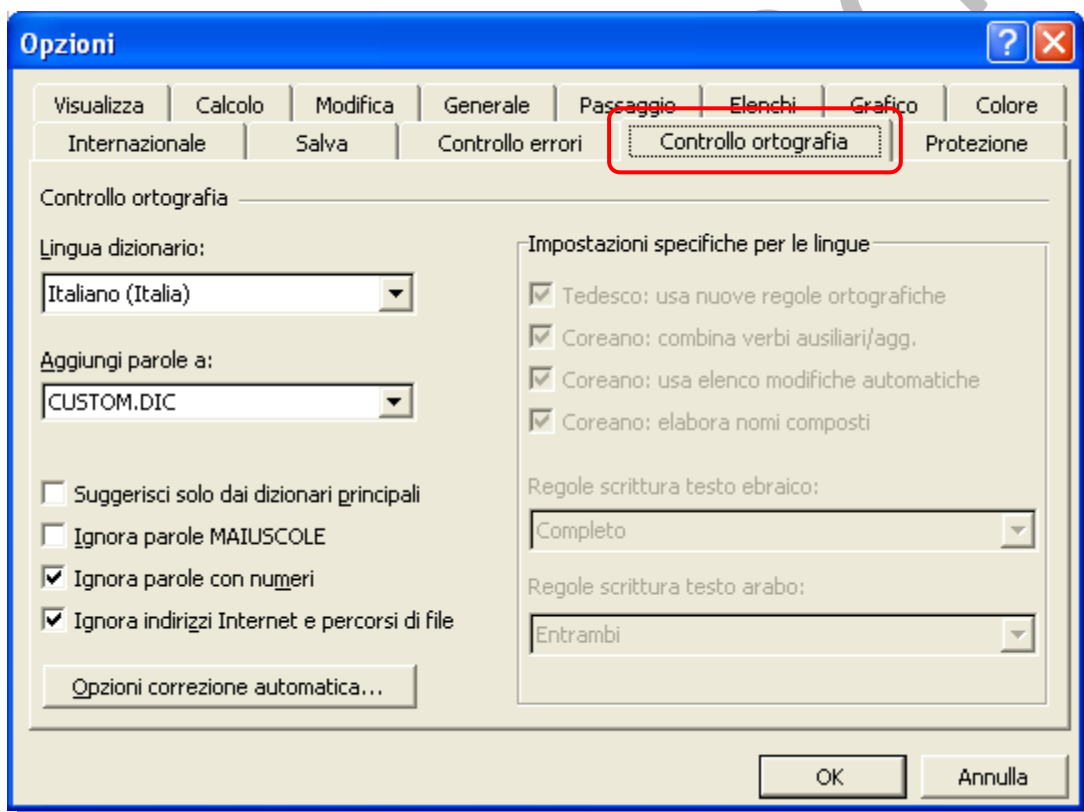 Opzioni
Visualizza Calcolo Modifica Generale Passaggio Elenchi Grafico Colore
Internazionale Salva Controllo errori Controllo ortografia Protezione
Controllo ortografia
Lingua dizionario:
Italiano (Italia)
Aggiungi parole a:
CUSTOM.DIC
Suggerisci solo dai dizionari principali
Ignora parole MAIUSCOLE
Ignora parole con numeri
Ignora indirizzi Internet e percorsi di file
Opzioni correzione automatica...
Impostazioni specifiche per le lingue
Tedesco: usa nuove regole ortografiche
Coreano: combina verbi ausiliari/agg.
Coreano: usa elenco modifiche automatiche
Coreano: elabora nomi composti
Regole scrittura testo ebraico:
Completo
Regole scrittura testo arabo:
Entrambi
OK Annulla